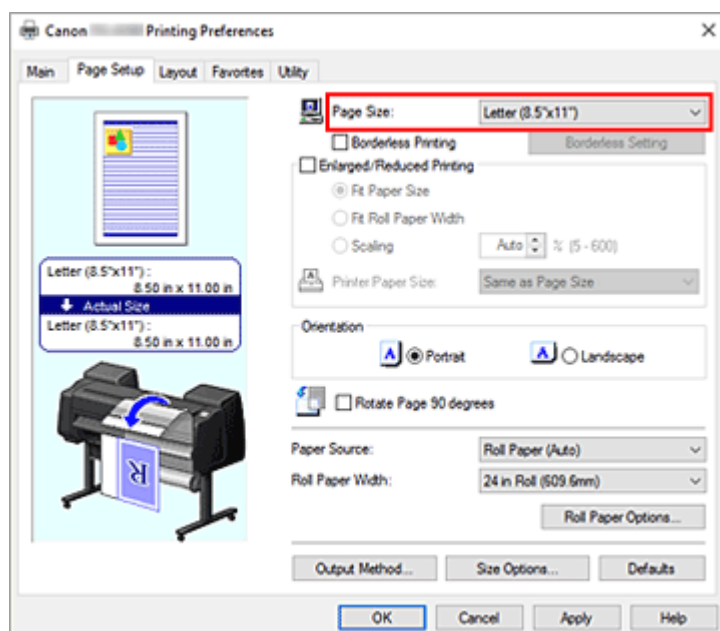 Canon Printing Preferences
Main Page Setup Layout Favorites Utility
Page Size: Letter (8.5"x11")
Borderless Printing Borderless Setting
Enlarged/Reduced Printing
Fit Paper Size
Fit Roll Paper Width
Scaling Auto % (5 - 600)
Printer Paper Size: Same as Page Size
Letter (8.5"x11") :
8.50 in x 11.00 in
Actual Size
Letter (8.5"x11") :
8.50 in x 11.00 in
Orientation
A Portrait A Landscape
Rotate Page 90 degrees
R
Paper Source: Roll Paper (Auto)
Roll Paper Width: 24 in Roll (609.6mm)
Roll Paper Options...
Output Method... Size Options... Defaults
OK Cancel Apply Help